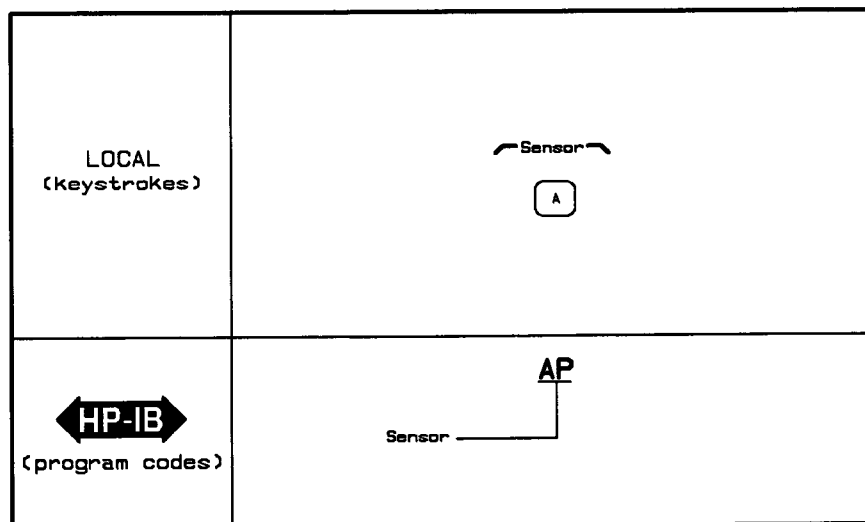 LOCAL
(keystrokes)
Sensor
A
HP-IB
(program codes)
AP
Sensor